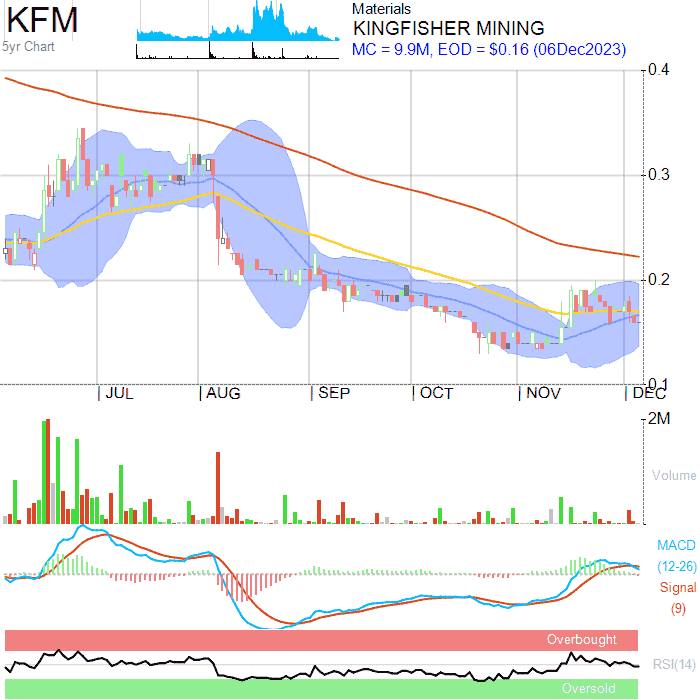 KFM
5yr Chart
Materials
KINGFISHER MINING
MC = 9.9M, EOD = $0.16 (06Dec2023)
0.4
0.3
0.2
0.1
JUL
AUG
SEP
OCT
NOV
DEC
2M
Volume
MACD
(12-26)
Signal
(9)
Overbought
RSI(14)
Oversold